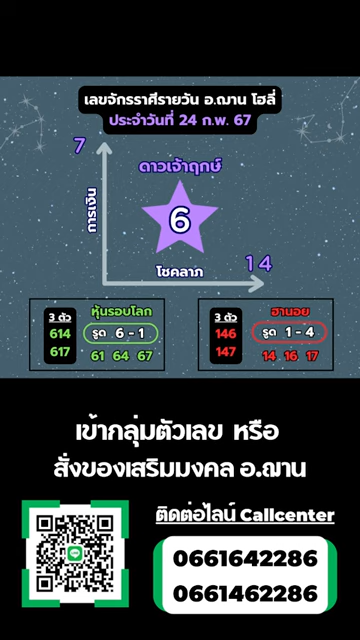 เลขจักรราศีรายวัน อ.ฌาน โฮลี่
ประจำวันที่ 24 ก.พ. 67
7
ดาวเจ้าฤกษ์
การเงิน
6
โชคลาภ
14
3 ตัว
614
617
หุ้นรอบโลก
รูด 6 - 1
61 64 67
3 ตัว
146
147
ฮานอย
รูด 1 - 4
14 16 17
เข้ากลุ่มตัวเลข หรือ
สั่งของเสริมมงคล อ.ฌาน
ติดต่อไลน์ Callcenter
0661642286
0661462286